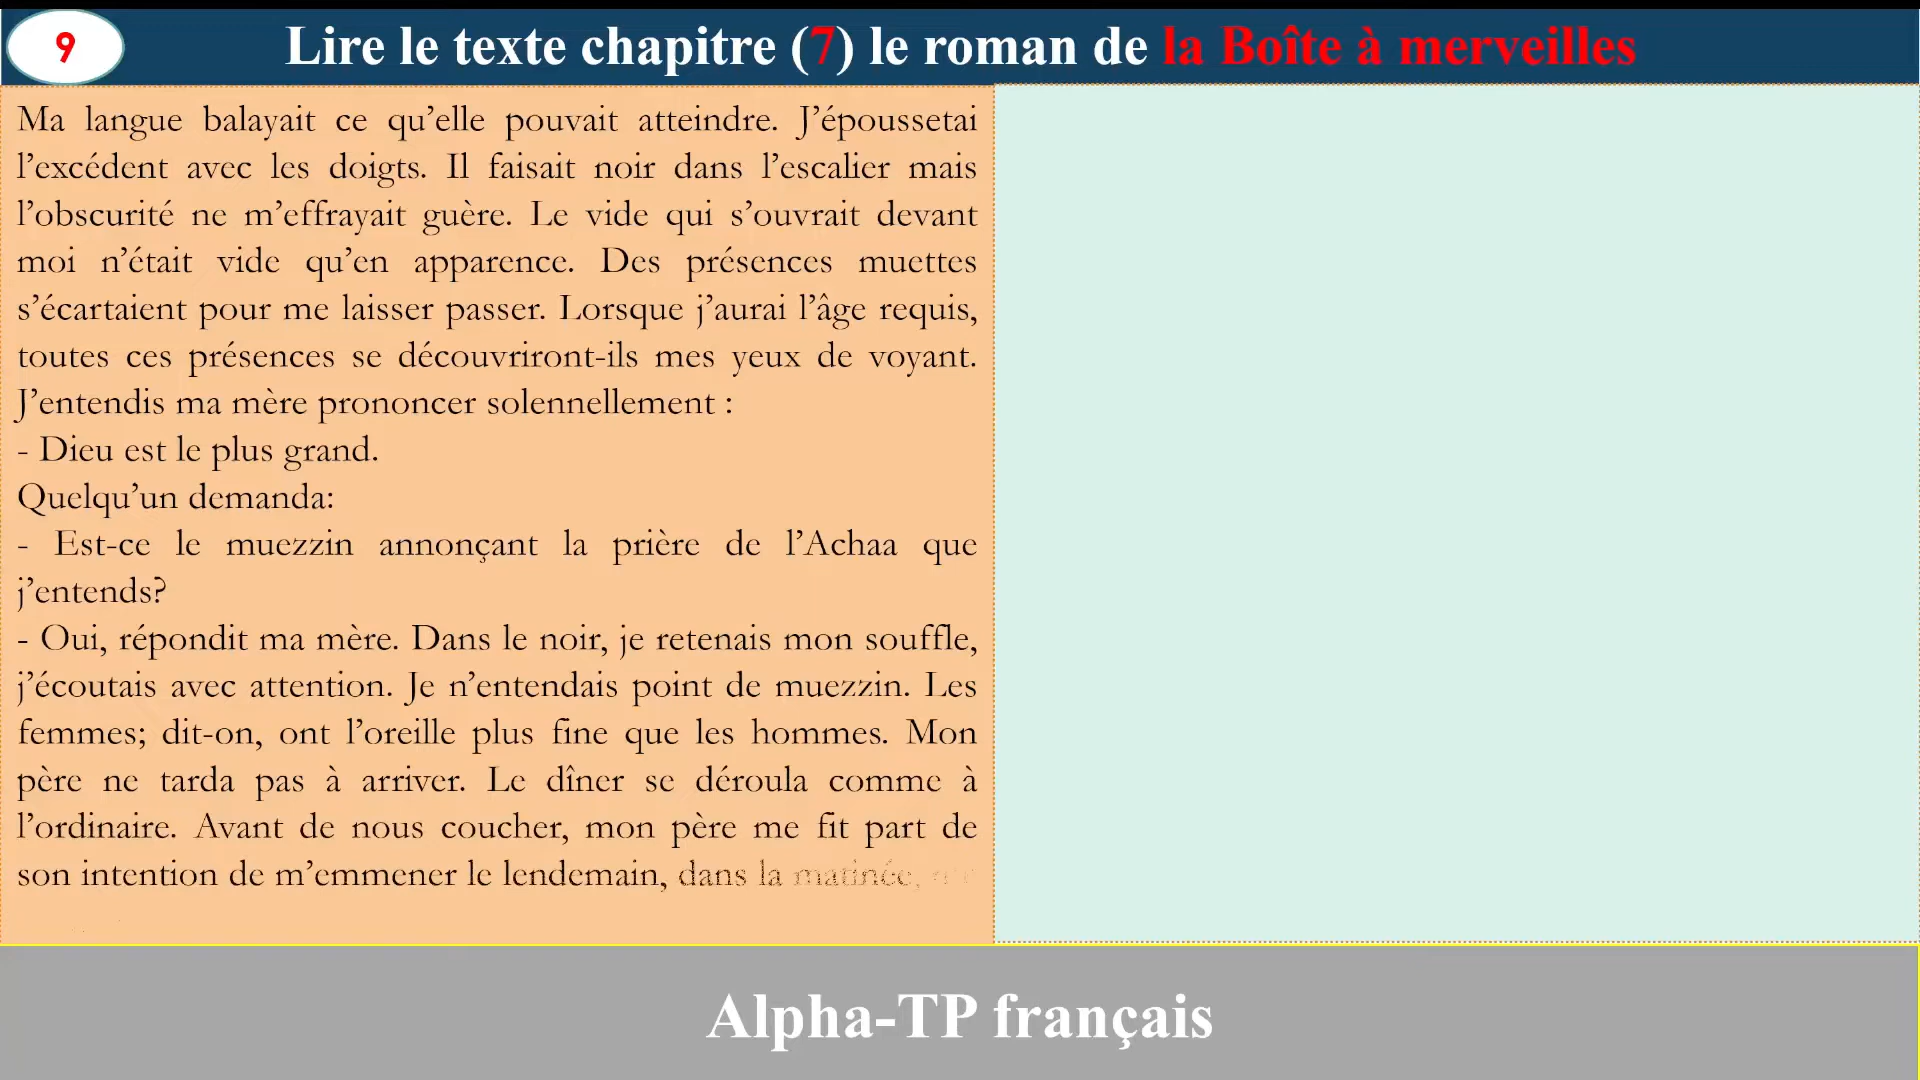 9
Lire le texte chapitre (7) le roman de la Boîte à merveilles
Ma langue balayait ce qu’elle pouvait atteindre. J’époussetai
l’excédent avec les doigts. Il faisait noir dans l’escalier mais
l’obscurité ne m’effrayait guère. Le vide qui s’ouvrait devant
moi n’était vide qu’en apparence. Des présences muettes
s’écartaient pour me laisser passer. Lorsque j’aurai l’âge requis,
toutes ces présences se découvriront-ils mes yeux de voyant.
J’entendis ma mère prononcer solennellement :
- Dieu est le plus grand.
Quelqu’un demanda:
- Est-ce le muezzin annonçant la prière de l’Achaa que
j’entends?
- Oui, répondit ma mère. Dans le noir, je retenais mon souffle,
j’écoutais avec attention. Je n’entendais point de muezzin. Les
femmes; dit-on, ont l’oreille plus fine que les hommes. Mon
père ne tarda pas à arriver. Le dîner se déroula comme à
l’ordinaire. Avant de nous coucher, mon père me fit part de
son intention de m’emmener le lendemain, dans la matinée,
Alpha-TP français